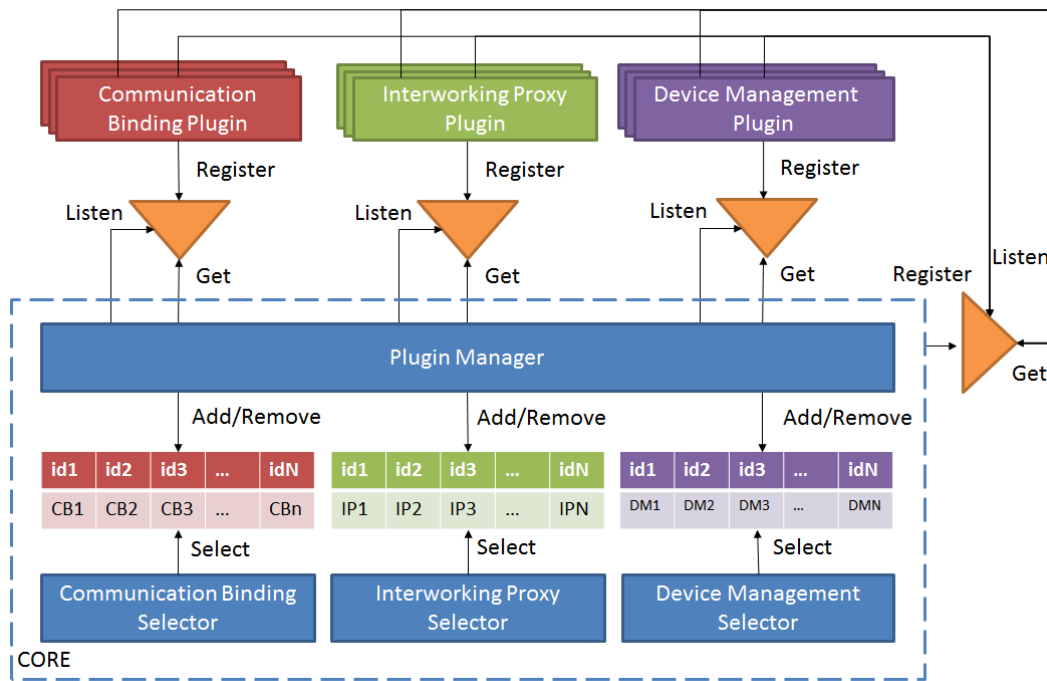 Communication
Binding Plugin
Interworking Proxy
Plugin
Device Management
Plugin
Register
Register
Register
Listen
Listen
Listen
Get
Get
Get
Register
Listen
Get
Plugin Manager
Add/Remove
Add/Remove
Add/Remove
id1 id2 id3 ... idN
id1 id2 id3 ... idN
id1 id2 id3 ... idN
CB1 CB2 CB3 ... CBn
IP1 IP2 IP3 ... IPN
DM1 DM2 DM3 ... DMN
Select
Select
Select
Communication Binding
Selector
Interworking Proxy
Selector
Device Management
Selector
CORE